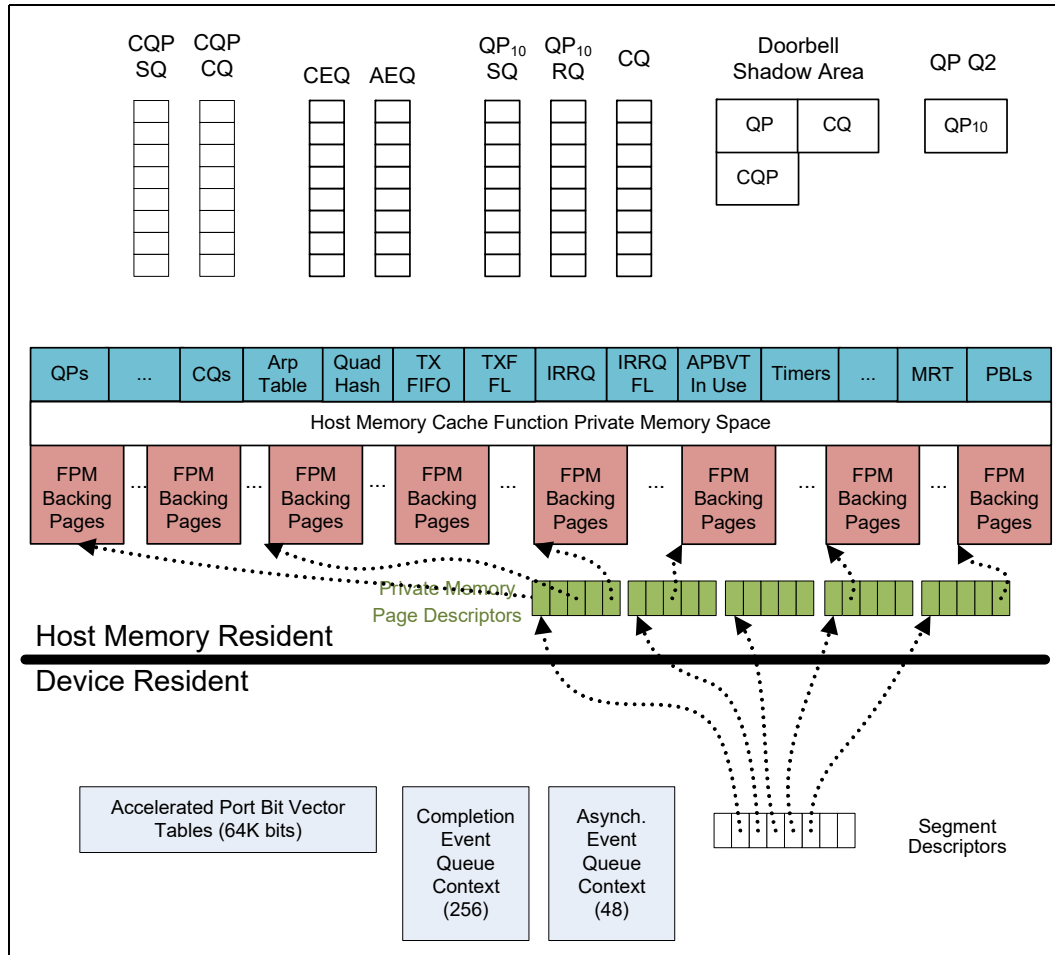 CQP
SQ
CQP
CQ
CEQ
AEQ
QP10
SQ
QP10
RQ
CQ
Doorbell
Shadow Area
QP Q2
QP
CQ
QP10
CQP
QPs
...
CQs
Arp
Table
Quad
Hash
TX
FIFO
TXF
FL
IRRQ
IRRQ
FL
APBVT
In Use
Timers
...
MRT
PBLs
Host Memory Cache Function Private Memory Space
FPM
Backing
Pages
...
FPM
Backing
Pages
...
FPM
Backing
Pages
...
FPM
Backing
Pages
...
FPM
Backing
Pages
...
FPM
Backing
Pages
...
FPM
Backing
Pages
...
FPM
Backing
Pages
Private Memory
Page Descriptors
Host Memory Resident
Device Resident
Accelerated Port Bit Vector
Tables (64K bits)
Completion
Event
Queue
Context
(256)
Asynch.
Event
Queue
Context
(48)
Segment
Descriptors